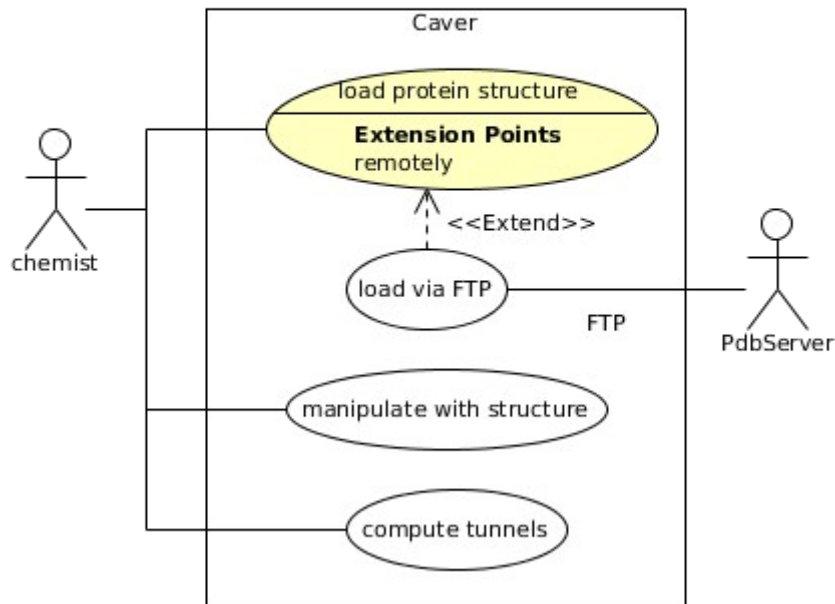 Caver
load protein structure
Extension Points
remotely
<<Extend>>
chemist
load via FTP
FTP
PdbServer
manipulate with structure
compute tunnels